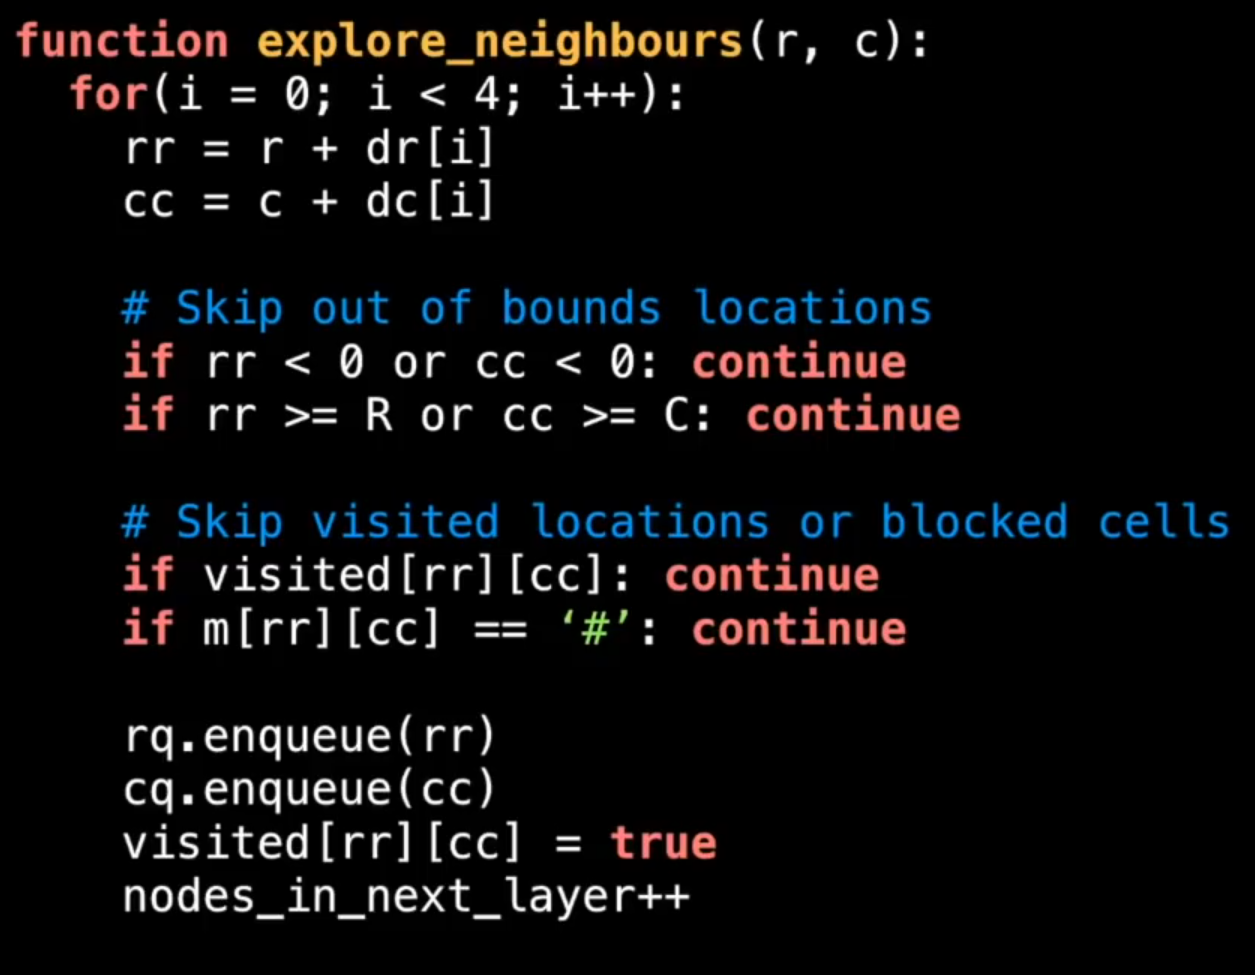 function explore_neighbours(r, c):
  for(i = 0; i < 4; i++):
    rr = r + dr[i]
    cc = c + dc[i]

    # Skip out of bounds locations
    if rr < 0 or cc < 0: continue
    if rr >= R or cc >= C: continue

    # Skip visited locations or blocked cells
    if visited[rr][cc]: continue
    if m[rr][cc] == ‘#’: continue

    rq.enqueue(rr)
    cq.enqueue(cc)
    visited[rr][cc] = true
    nodes_in_next_layer++